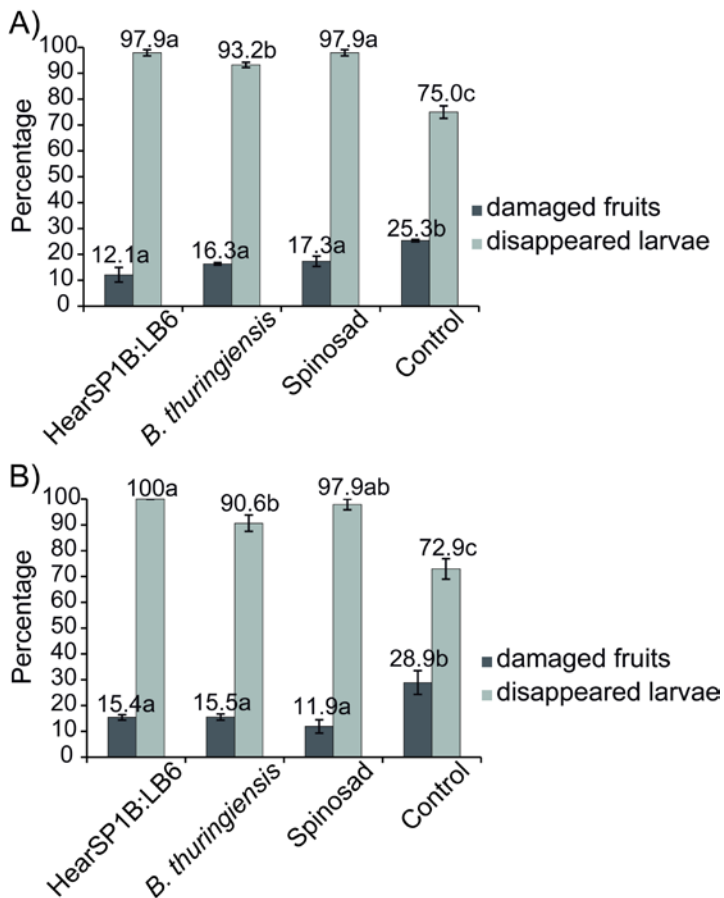 A)
Percentage
100
90
80
70
60
50
40
30
20
10
0
97.9a
93.2b
97.9a
75.0c
12.1a
16.3a
17.3a
25.3b
damaged fruits
disappeared larvae
HearSP1B:LB6
B. thuringiensis
Spinosad
Control
B)
Percentage
100
90
80
70
60
50
40
30
20
10
0
100a
90.6b
97.9ab
72.9c
15.4a
15.5a
11.9a
28.9b
damaged fruits
disappeared larvae
HearSP1B:LB6
B. thuringiensis
Spinosad
Control